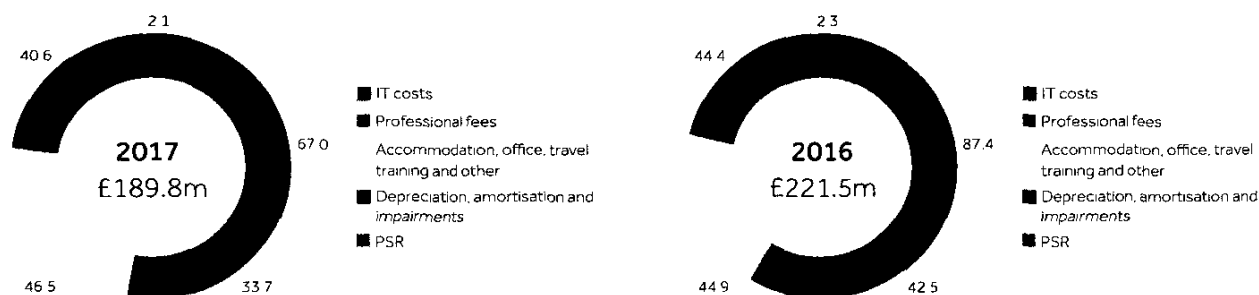 2 1
40 6
67 0
2017
£189.8m
46 5
33 7
IT costs
Professional fees
Accommodation, office, travel
training and other
Depreciation, amortisation and
impairments
PSR
2 3
44 4
87.4
2016
£221.5m
44 9
42 5
IT costs
Professional fees
Accommodation, office, travel
training and other
Depreciation, amortisation and
impairments
PSR